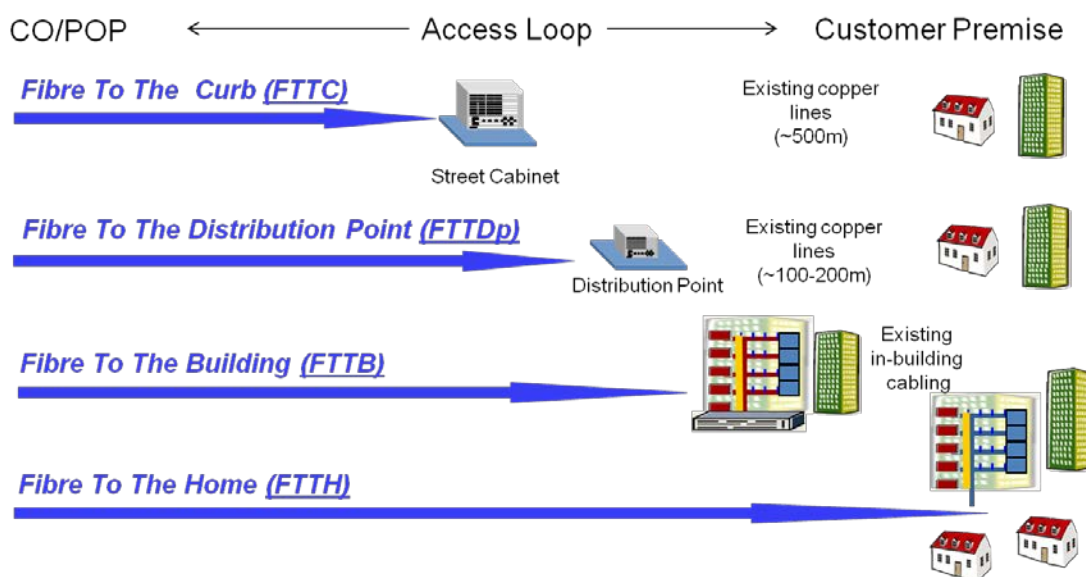 CO/POP
Access Loop
Customer Premise
Fibre To The Curb (FTTC)
Street Cabinet
Existing copper
lines
(~500m)
Fibre To The Distribution Point (FTTDp)
Distribution Point
Existing copper
lines
(~100-200m)
Fibre To The Building (FTTB)
Existing
in-building
cabling
Fibre To The Home (FTTH)